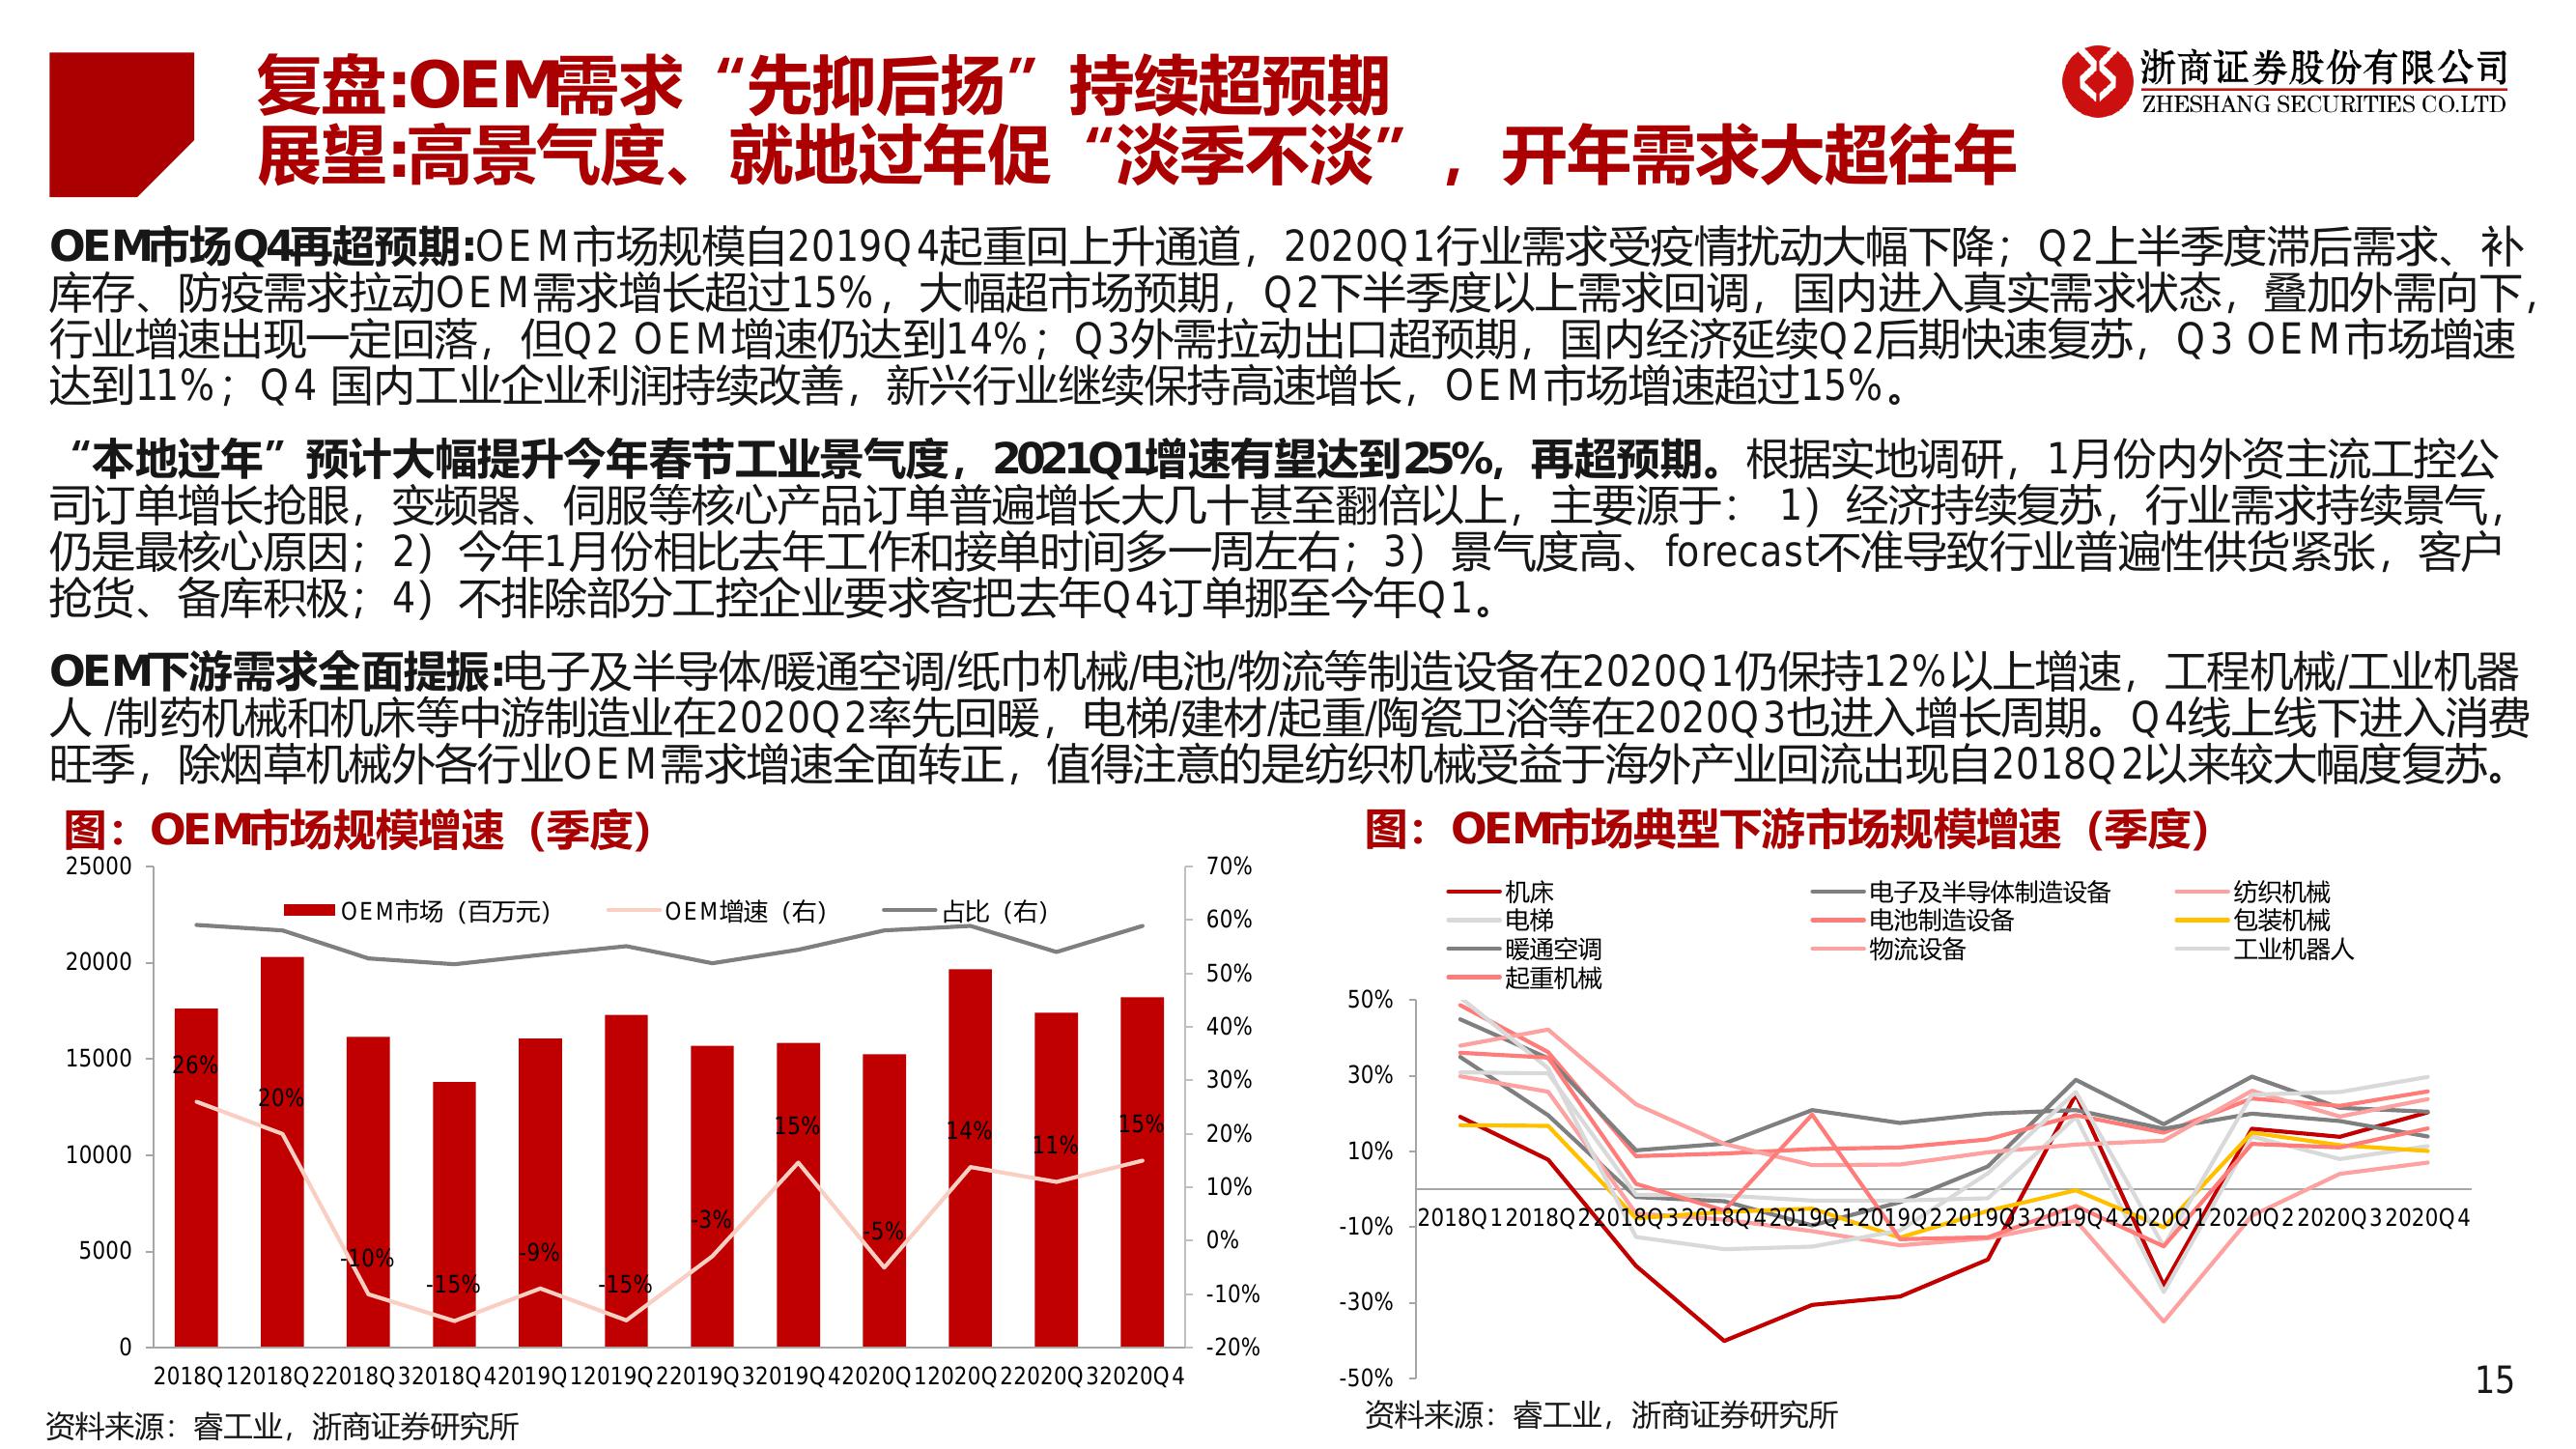 复盘:OEM需求“先抑后扬”持续超预期
展望:高景气度、就地过年促“淡季不淡”，开年需求大超往年
浙商证券股份有限公司
ZHESHANG SECURITIES CO.LTD
OEM市场Q4再超预期:OEM市场规模自2019Q4起重回上升通道，2020Q1行业需求受疫情扰动大幅下降；Q2上半季度滞后需求、补
库存、防疫需求拉动OEM需求增长超过15%，大幅超市场预期，Q2下半季度以上需求回调，国内进入真实需求状态，叠加外需向下，
行业增速出现一定回落，但Q2 OEM增速仍达到14%；Q3外需拉动出口超预期，国内经济延续Q2后期快速复苏，Q3 OEM市场增速
达到11%；Q4 国内工业企业利润持续改善，新兴行业继续保持高速增长，OEM市场增速超过15%。
“本地过年”预计大幅提升今年春节工业景气度，2021Q1增速有望达到25%，再超预期。根据实地调研，1月份内外资主流工控公
司订单增长抢眼，变频器、伺服等核心产品订单普遍增长大几十甚至翻倍以上，主要源于： 1）经济持续复苏，行业需求持续景气，
仍是最核心原因；2）今年1月份相比去年工作和接单时间多一周左右；3）景气度高、forecast不准导致行业普遍性供货紧张，客户
抢货、备库积极；4）不排除部分工控企业要求客把去年Q4订单挪至今年Q1。
OEM下游需求全面提振:电子及半导体/暖通空调/纸巾机械/电池/物流等制造设备在2020Q1仍保持12%以上增速，工程机械/工业机器
人 /制药机械和机床等中游制造业在2020Q2率先回暖，电梯/建材/起重/陶瓷卫浴等在2020Q3也进入增长周期。Q4线上线下进入消费
旺季，除烟草机械外各行业OEM需求增速全面转正，值得注意的是纺织机械受益于海外产业回流出现自2018Q2以来较大幅度复苏。
图：OEM市场规模增速（季度）
OEM市场（百万元） OEM增速（右） 占比（右）
25000
20000
15000
10000
5000
0
70%
60%
50%
40%
30%
20%
10%
0%
-10%
-20%
26% 20% -10% -15% -9% -15% -3% 15% -5% 14% 11% 15%
2018Q1 2018Q2 2018Q3 2018Q4 2019Q1 2019Q2 2019Q3 2019Q4 2020Q1 2020Q2 2020Q3 2020Q4
资料来源：睿工业，浙商证券研究所
图：OEM市场典型下游市场规模增速（季度）
机床 电子及半导体制造设备 纺织机械
电梯 电池制造设备 包装机械
暖通空调 物流设备 工业机器人
起重机械
50%
30%
10%
-10%
-30%
-50%
2018Q1 2018Q2 2018Q3 2018Q4 2019Q1 2019Q2 2019Q3 2019Q4 2020Q1 2020Q2 2020Q3 2020Q4
资料来源：睿工业，浙商证券研究所
15